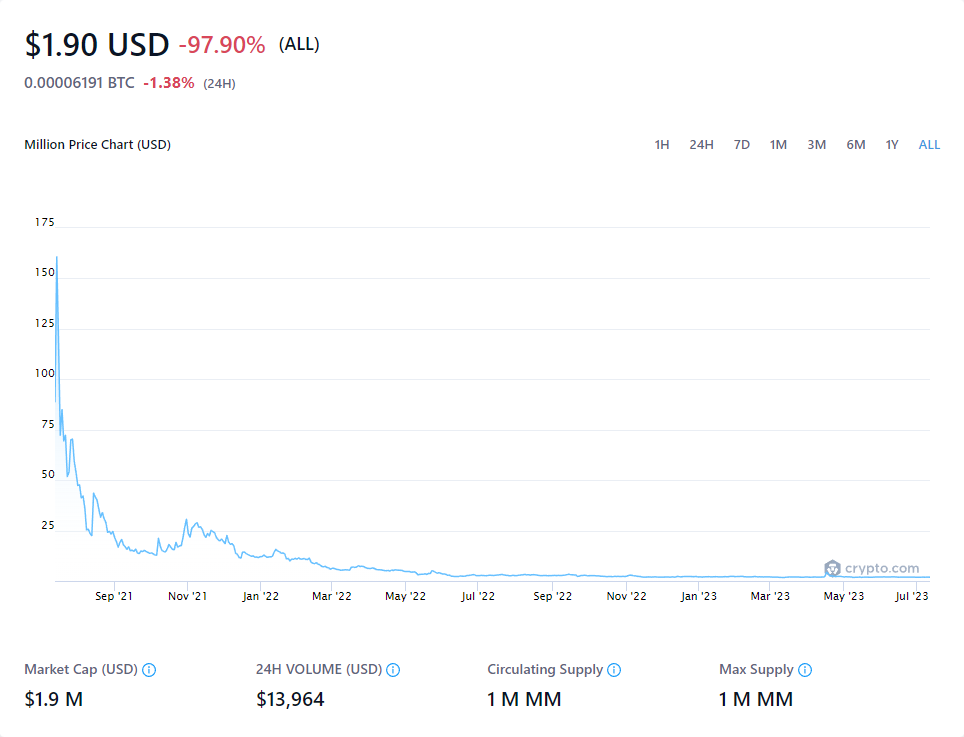 $1.90 USD -97.90% (ALL)
0.00006191 BTC -1.38% (24H)
Million Price Chart (USD) 1H 24H 7D 1M 3M 6M 1Y ALL
175
150
125
100
75
50
25
crypto.com
Sep '21 Nov '21 Jan '22 Mar '22 May '22 Jul '22 Sep '22 Nov '22 Jan '23 Mar '23 May '23 Jul '23
Market Cap (USD) 24H VOLUME (USD) Circulating Supply Max Supply
$1.9 M $13,964 1 M MM 1 M MM